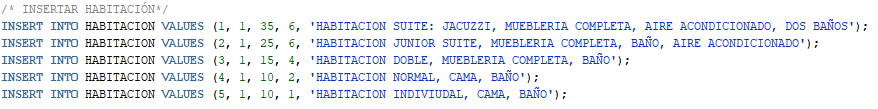 /* INSERTAR HABITACIÓN*/
INSERT INTO HABITACION VALUES (1, 1, 35, 6, 'HABITACION SUITE: JACUZZI, MUEBLERIA COMPLETA, AIRE ACONDICIONADO, DOS BAÑOS');
INSERT INTO HABITACION VALUES (2, 1, 25, 6, 'HABITACION JUNIOR SUITE, MUEBLERIA COMPLETA, BAÑO, AIRE ACONDICIONADO');
INSERT INTO HABITACION VALUES (3, 1, 15, 4, 'HABITACION DOBLE, MUEBLERIA COMPLETA, BAÑO');
INSERT INTO HABITACION VALUES (4, 1, 10, 2, 'HABITACION NORMAL, CAMA, BAÑO');
INSERT INTO HABITACION VALUES (5, 1, 10, 1, 'HABITACION INDIVIUDAL, CAMA, BAÑO');